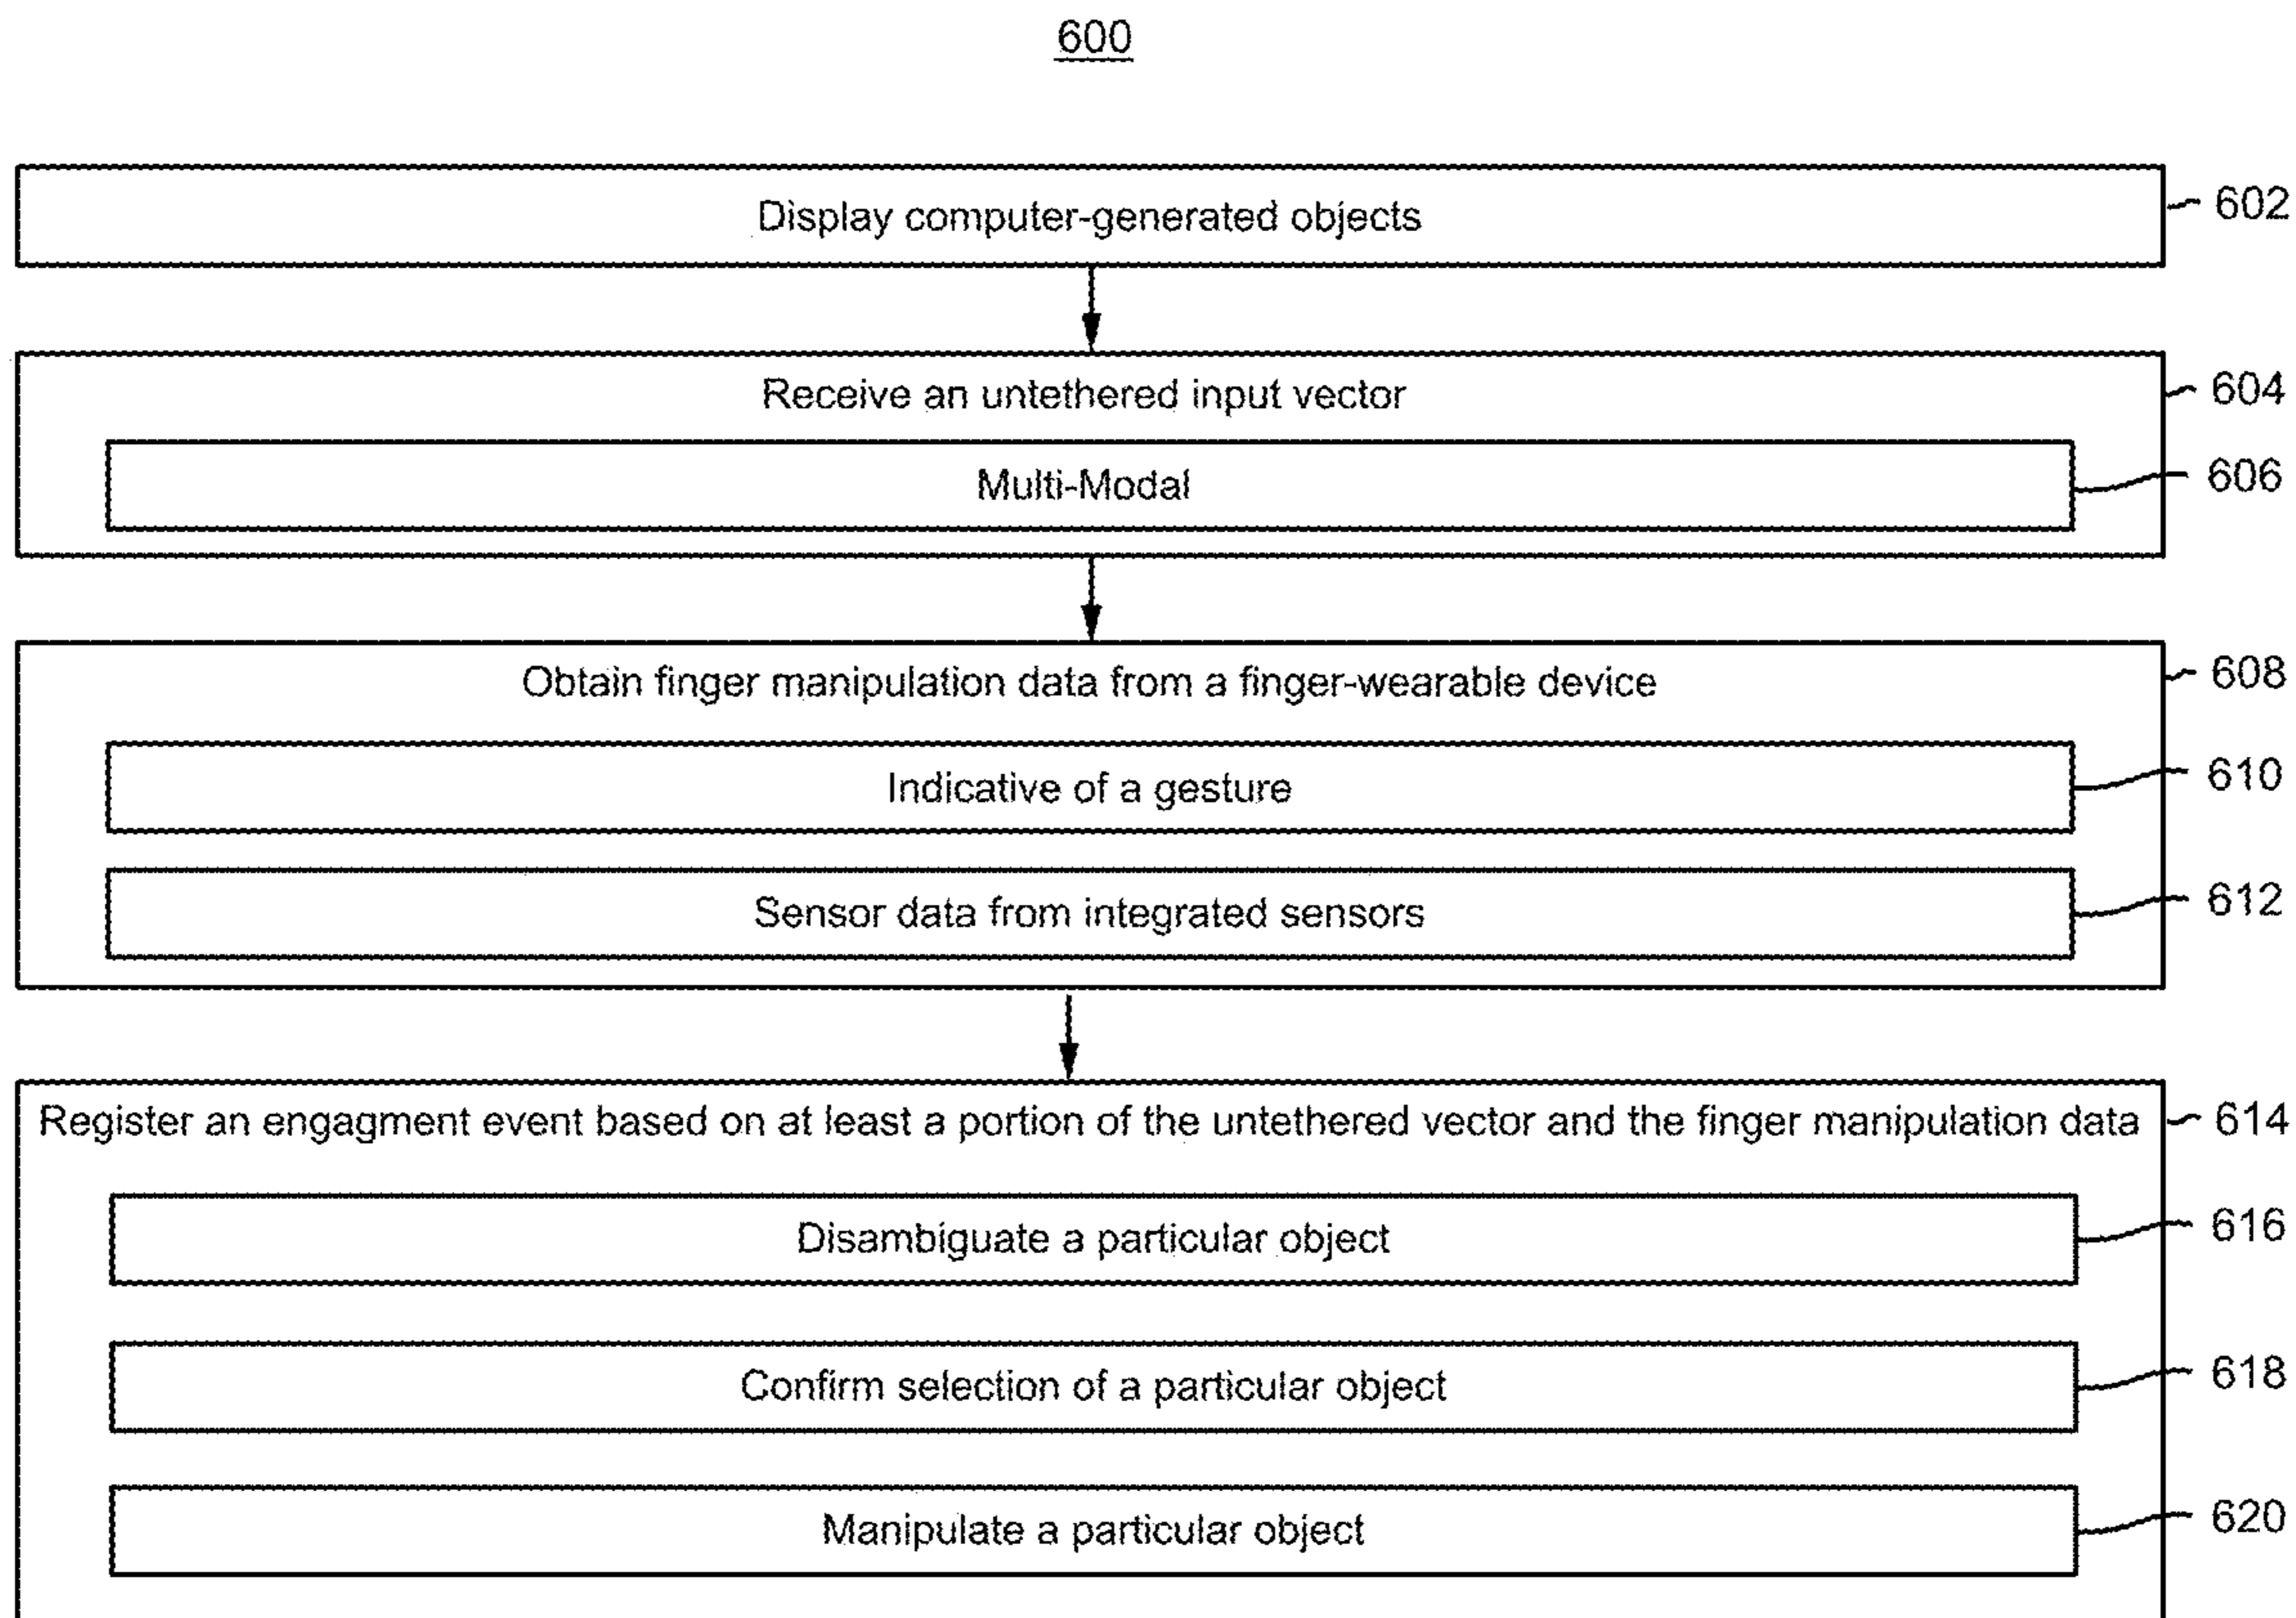 600
Display computer-generated objects
602
Receive an untethered input vector
604
Multi-Modal
606
Obtain finger manipulation data from a finger-wearable device
608
Indicative of a gesture
610
Sensor data from integrated sensors
612
Register an engagment event based on at least a portion of the untethered vector and the finger manipulation data
614
Disambiguate a particular object
616
Confirm selection of a particular object
618
Manipulate a particular object
620